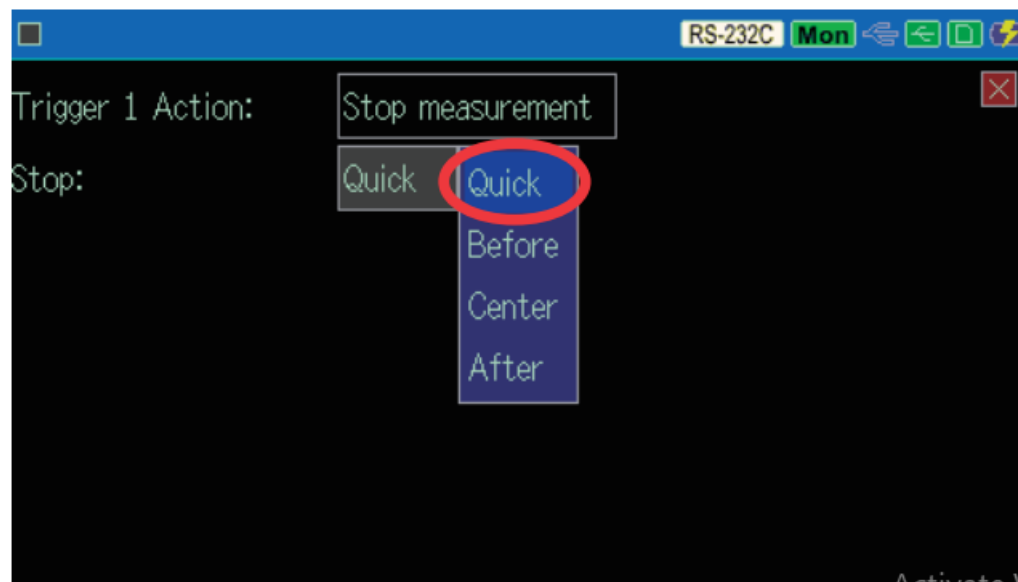 RS-232C Mon
Trigger 1 Action: Stop measurement
Stop: Quick Quick
Before
Center
After